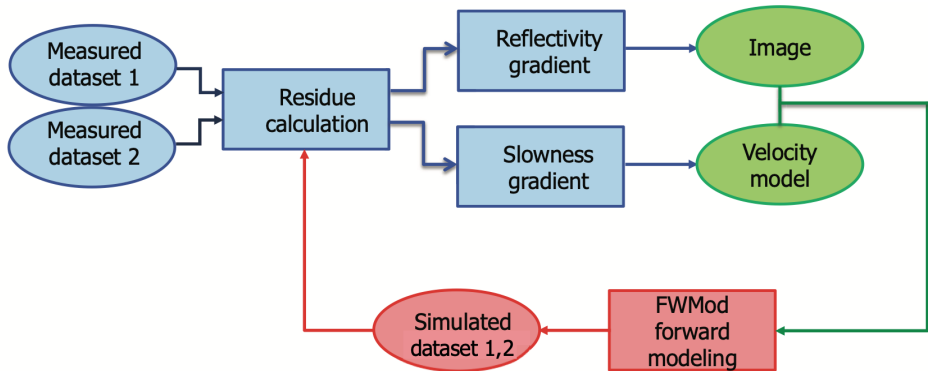 Measured
dataset 1
Measured
dataset 2
Residue
calculation
Reflectivity
gradient
Slowness
gradient
Image
Velocity
model
Simulated
dataset 1,2
FWMod
forward
modeling